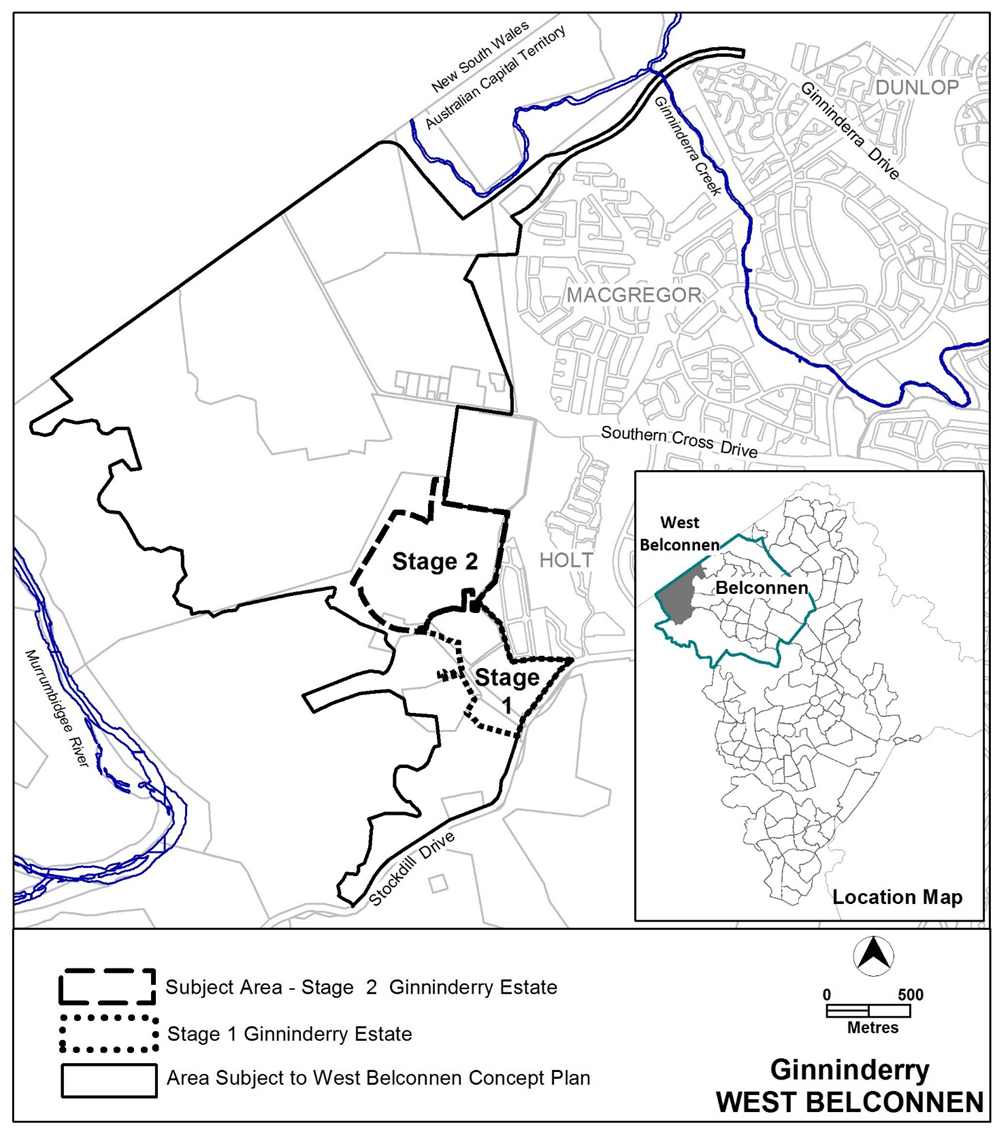 New South Wales
Australian Capital Territory
DUNLOP
Ginninderra Drive
Ginninderra Creek
MACGREGOR
Southern Cross Drive
HOLT
Stage 2
Stage
1
Murrumbidgee River
Stockdill Drive
West
Belconnen
Belconnen
Location Map
Subject Area - Stage 2 Ginninderry Estate
Stage 1 Ginninderry Estate
Area Subject to West Belconnen Concept Plan
0 500
Metres
Ginninderry
WEST BELCONNEN